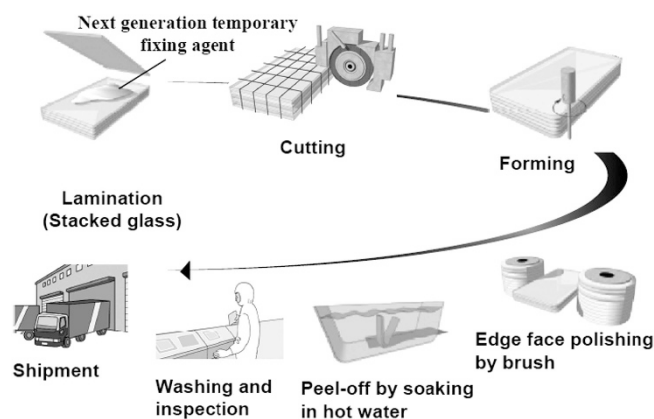 Next generation temporary
fixing agent
Cutting
Forming
Lamination
(Stacked glass)
Edge face polishing
by brush
Peel-off by soaking
in hot water
Washing and
inspection
Shipment